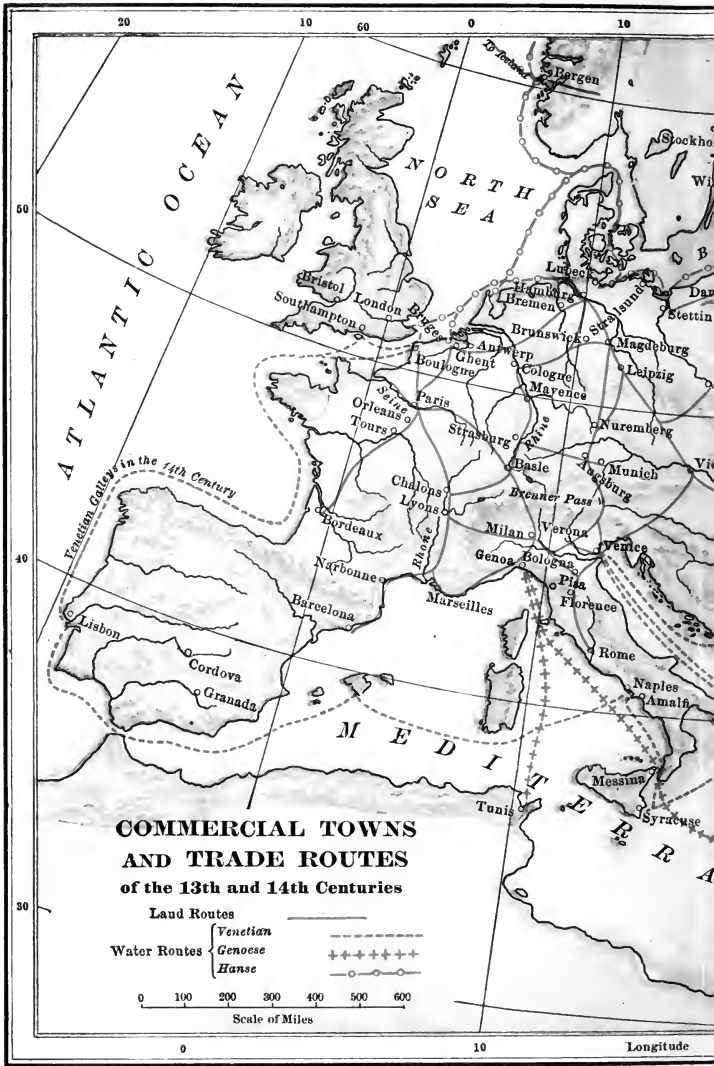 20
10
60
0
10
To Iceland
Bergen
ATLANTIC OCEAN
NORTH
SEA
50
B
Lubeck
Bristol
London
Hamburg
Bremen
Stralsund
Southampton
Bruges
Stettin
Brunswick
Antwerp
Magdeburg
Ghent
Boulogne
Cologne
Leipzig
Seine
Paris
Mayence
Orleans
Tours
Strasburg
Rhine
Nuremberg
Basle
Munich
Augsburg
Venetian Galleys in the 14th Century
Chalons
Brenner Pass
Lyons
Bordeaux
Milan
Verona
Rhone
Genoa
Bologna
Venice
40
Narbonne
Pisa
Marseilles
Florence
Barcelona
Lisbon
Rome
Cordova
Granada
Naples
Amalfi
MEDITERRA
Messina
Tunis
Syracuse
COMMERCIAL TOWNS
AND TRADE ROUTES
of the 13th and 14th Centuries
30
Land Routes
Water Routes
Venetian
Genoese
Hanse
0 100 200 300 400 500 600
Scale of Miles
0
10
Longitude